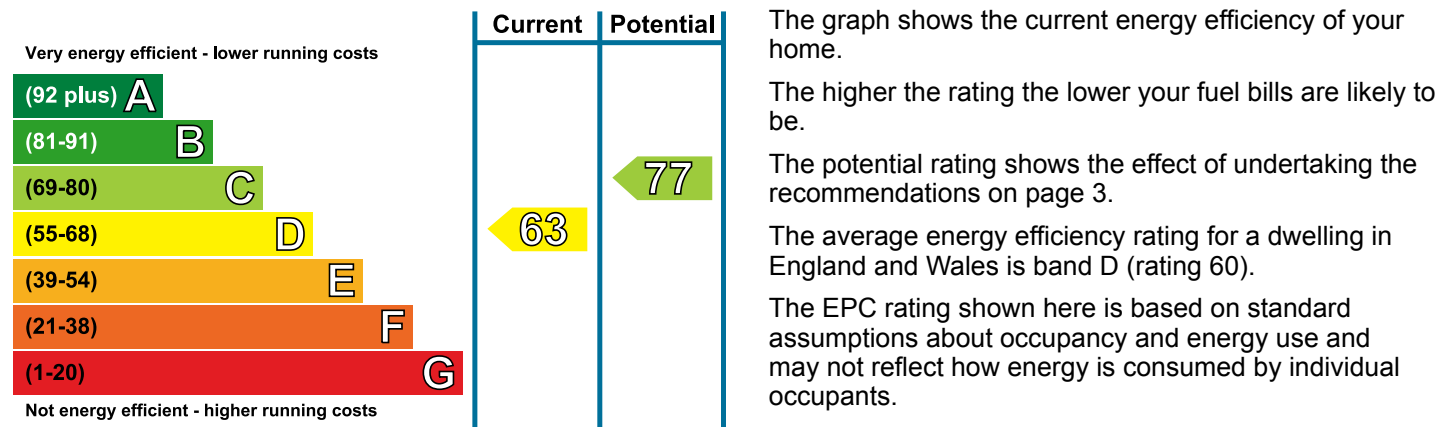 Current Potential
Very energy efficient - lower running costs
(92 plus) A
(81-91) B
(69-80) C
77
(55-68) D
63
(39-54) E
(21-38) F
(1-20) G
Not energy efficient - higher running costs
The graph shows the current energy efficiency of your
home.
The higher the rating the lower your fuel bills are likely to
be.
The potential rating shows the effect of undertaking the
recommendations on page 3.
The average energy efficiency rating for a dwelling in
England and Wales is band D (rating 60).
The EPC rating shown here is based on standard
assumptions about occupancy and energy use and
may not reflect how energy is consumed by individual
occupants.